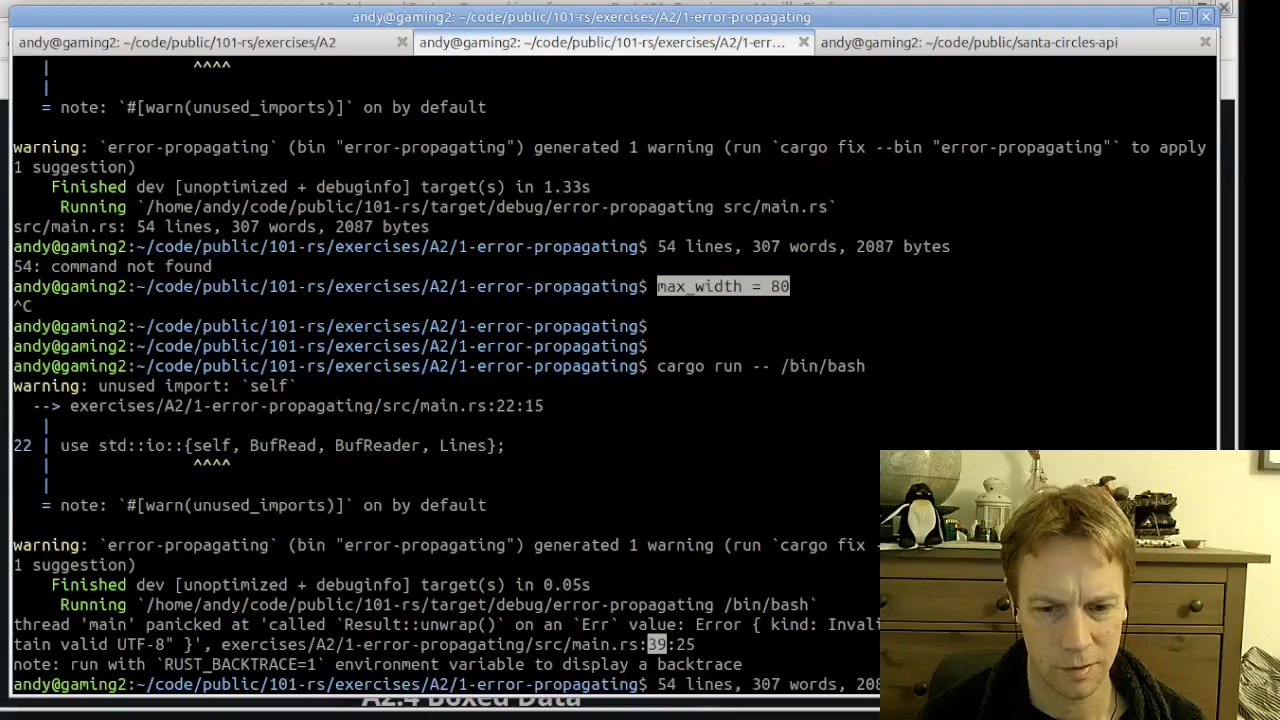 andy@gaming2: ~/code/public/101-rs/exercises/A2/1-error-propagating
andy@gaming2: ~/code/public/101-rs/exercises/A2
andy@gaming2: ~/code/public/101-rs/exercises/A2/1-err...
andy@gaming2: ~/code/public/santa-circles-api
| ^^^^
|
= note: `#[warn(unused_imports)]` on by default
warning: `error-propagating` (bin "error-propagating") generated 1 warning (run `cargo fix --bin "error-propagating"` to apply
1 suggestion)
Finished dev [unoptimized + debuginfo] target(s) in 1.33s
Running `/home/andy/code/public/101-rs/target/debug/error-propagating src/main.rs`
src/main.rs: 54 lines, 307 words, 2087 bytes
andy@gaming2:~/code/public/101-rs/exercises/A2/1-error-propagating$ 54 lines, 307 words, 2087 bytes
54: command not found
andy@gaming2:~/code/public/101-rs/exercises/A2/1-error-propagating$ max_width = 80
^C
andy@gaming2:~/code/public/101-rs/exercises/A2/1-error-propagating$
andy@gaming2:~/code/public/101-rs/exercises/A2/1-error-propagating$
andy@gaming2:~/code/public/101-rs/exercises/A2/1-error-propagating$ cargo run -- /bin/bash
warning: unused import: `self`
--> exercises/A2/1-error-propagating/src/main.rs:22:15
|
22 | use std::io::{self, BufRead, BufReader, Lines};
| ^^^^
|
= note: `#[warn(unused_imports)]` on by default
warning: `error-propagating` (bin "error-propagating") generated 1 warning (run `cargo fix -
1 suggestion)
Finished dev [unoptimized + debuginfo] target(s) in 0.05s
Running `/home/andy/code/public/101-rs/target/debug/error-propagating /bin/bash`
thread 'main' panicked at 'called `Result::unwrap()` on an `Err` value: Error { kind: Invali
tain valid UTF-8" }', exercises/A2/1-error-propagating/src/main.rs:39:25
note: run with `RUST_BACKTRACE=1` environment variable to display a backtrace
andy@gaming2:~/code/public/101-rs/exercises/A2/1-error-propagating$ 54 lines, 307 words, 208
A2.4 Boxed Data